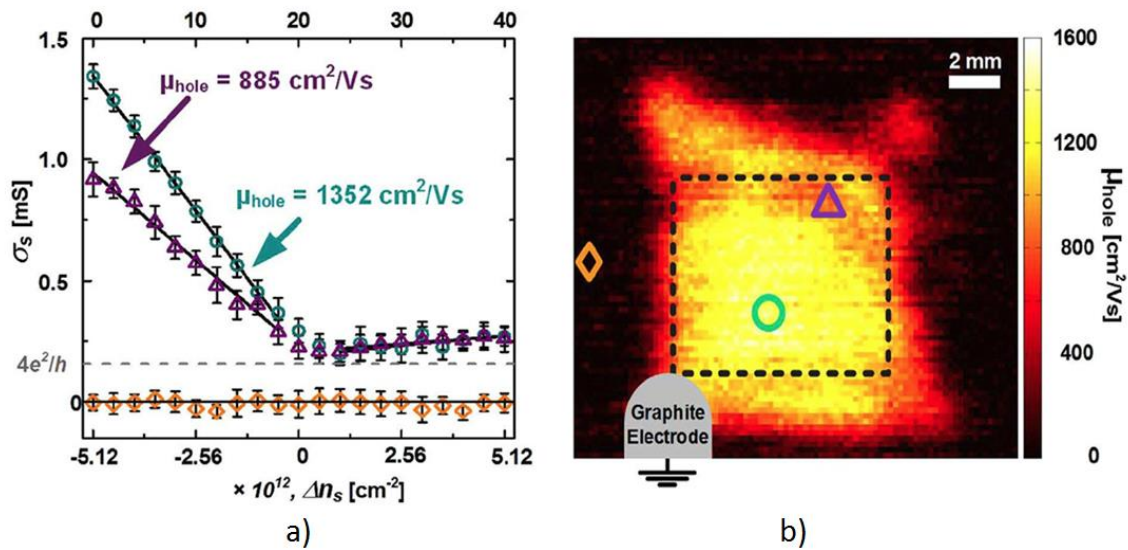 0 10 20 30 40
1.5
µhole = 885 cm²/Vs
1.0
µhole = 1352 cm²/Vs
σs [mS]
0.5
4e²/h
0
-5.12 -2.56 0 2.56 5.12
× 10¹², Δns [cm⁻²]
a)
2 mm
Graphite
Electrode
1600
1200
800
400
0
µhole [cm²/Vs]
b)